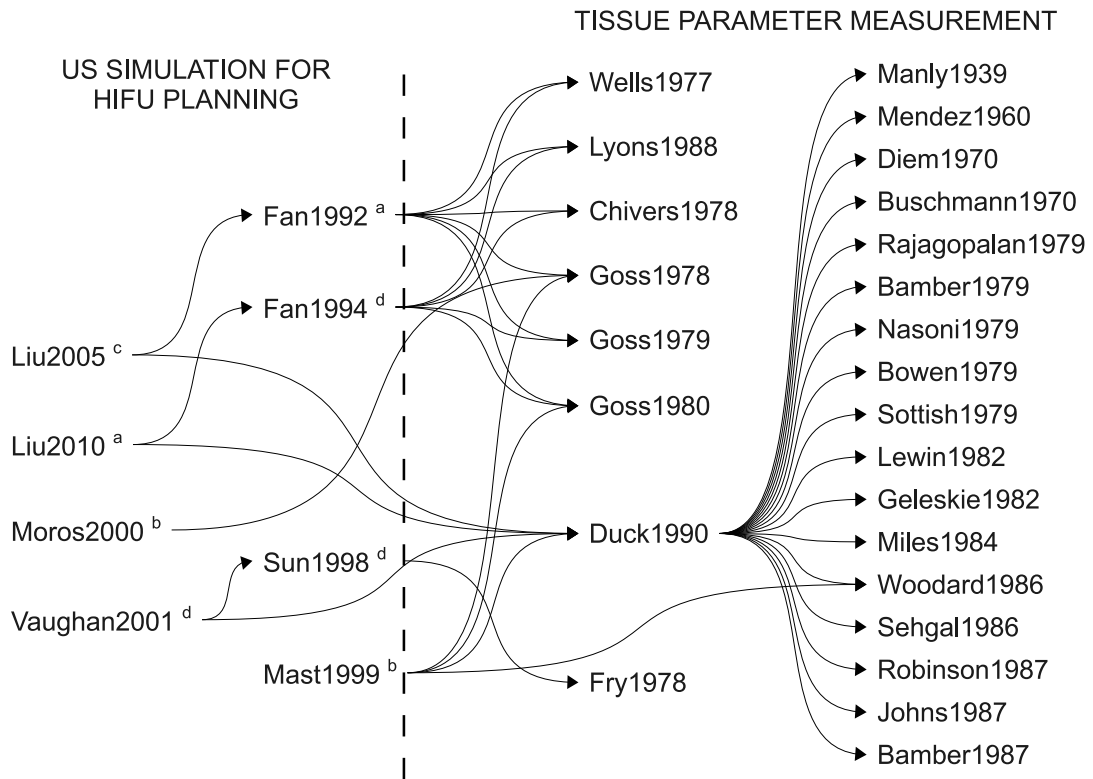 TISSUE PARAMETER MEASUREMENT
US SIMULATION FOR
HIFU PLANNING
Fan1992 a
Fan1994 d
Liu2005 c
Liu2010 a
Moros2000 b
Sun1998 d
Vaughan2001 d
Mast1999 b
Wells1977
Lyons1988
Chivers1978
Goss1978
Goss1979
Goss1980
Duck1990
Fry1978
Manly1939
Mendez1960
Diem1970
Buschmann1970
Rajagopalan1979
Bamber1979
Nasoni1979
Bowen1979
Sottish1979
Lewin1982
Geleskie1982
Miles1984
Woodard1986
Sehgal1986
Robinson1987
Johns1987
Bamber1987